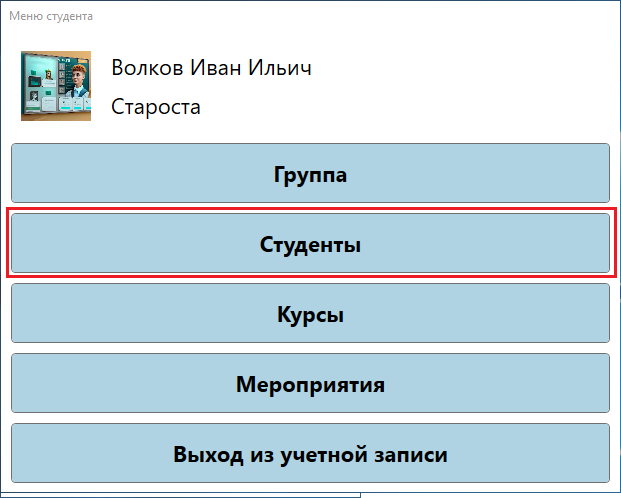 Меню студента
Волков Иван Ильич
Староста
Группа
Студенты
Курсы
Мероприятия
Выход из учетной записи